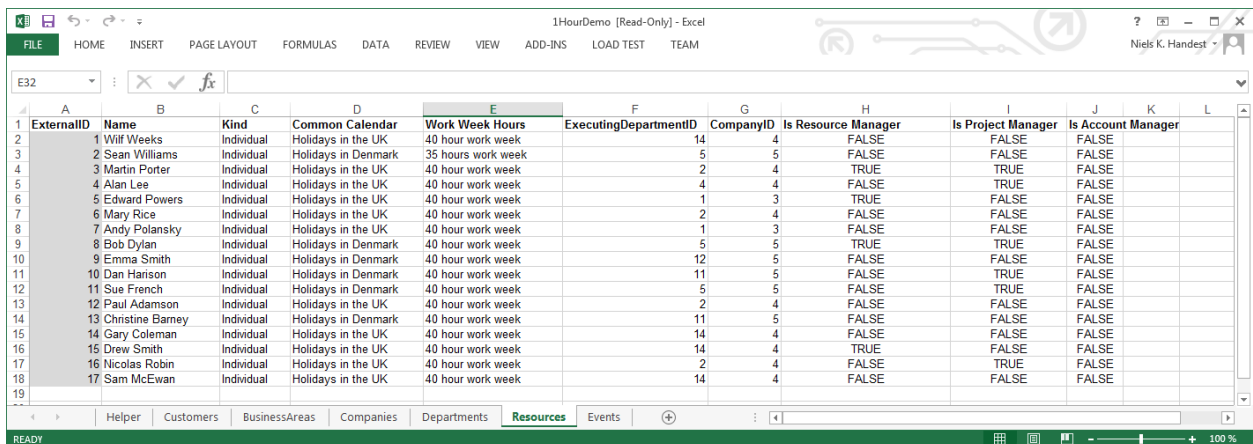 1HourDemo [Read-Only] - Excel
FILE HOME INSERT PAGE LAYOUT FORMULAS DATA REVIEW VIEW ADD-INS LOAD TEST TEAM Niels K. Handest
E32 fx
A B C D E F G H I J K L
1 ExternalID Name Kind Common Calendar Work Week Hours ExecutingDepartmentID CompanyID Is Resource Manager Is Project Manager Is Account Manager
2 1 Wilf Weeks Individual Holidays in the UK 40 hour work week 14 4 FALSE FALSE FALSE
3 2 Sean Williams Individual Holidays in Denmark 35 hours work week 5 5 FALSE FALSE FALSE
4 3 Martin Porter Individual Holidays in the UK 40 hour work week 2 4 TRUE TRUE FALSE
5 4 Alan Lee Individual Holidays in the UK 40 hour work week 4 4 FALSE TRUE FALSE
6 5 Edward Powers Individual Holidays in the UK 40 hour work week 1 3 TRUE FALSE FALSE
7 6 Mary Rice Individual Holidays in the UK 40 hour work week 2 4 FALSE FALSE FALSE
8 7 Andy Polansky Individual Holidays in the UK 40 hour work week 1 3 FALSE FALSE FALSE
9 8 Bob Dylan Individual Holidays in Denmark 40 hour work week 5 5 TRUE TRUE FALSE
10 9 Emma Smith Individual Holidays in Denmark 40 hour work week 12 5 FALSE FALSE FALSE
11 10 Dan Harison Individual Holidays in Denmark 40 hour work week 11 5 FALSE TRUE FALSE
12 11 Sue French Individual Holidays in Denmark 40 hour work week 5 5 FALSE TRUE FALSE
13 12 Paul Adamson Individual Holidays in the UK 40 hour work week 2 4 FALSE FALSE FALSE
14 13 Christine Barney Individual Holidays in Denmark 40 hour work week 11 5 FALSE FALSE FALSE
15 14 Gary Coleman Individual Holidays in the UK 40 hour work week 14 4 FALSE FALSE FALSE
16 15 Drew Smith Individual Holidays in the UK 40 hour work week 14 4 TRUE FALSE FALSE
17 16 Nicolas Robin Individual Holidays in the UK 40 hour work week 2 4 FALSE TRUE FALSE
18 17 Sam McEwan Individual Holidays in the UK 40 hour work week 14 4 FALSE FALSE FALSE
19
Helper Customers BusinessAreas Companies Departments Resources Events
READY 100 %